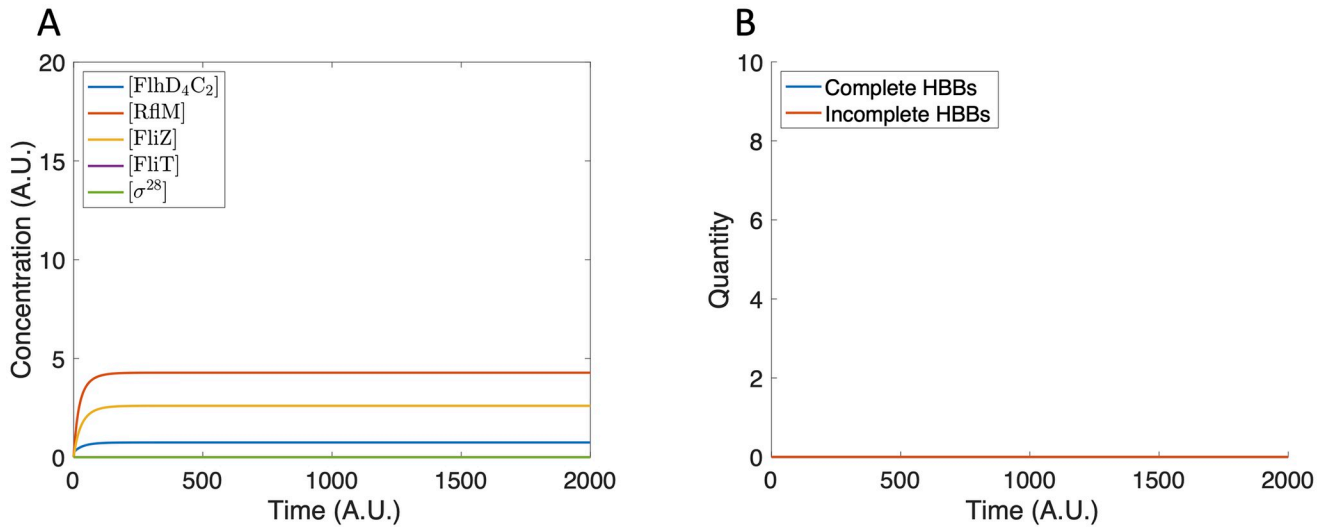 A
20
15
10
5
0
Concentration (A.U.)
[FlhD₄C₂]
[RflM]
[FliZ]
[FliT]
[σ²⁸]
0 500 1000 1500 2000
Time (A.U.)
B
10
8
6
4
2
0
Quantity
Complete HBBs
Incomplete HBBs
0 500 1000 1500 2000
Time (A.U.)